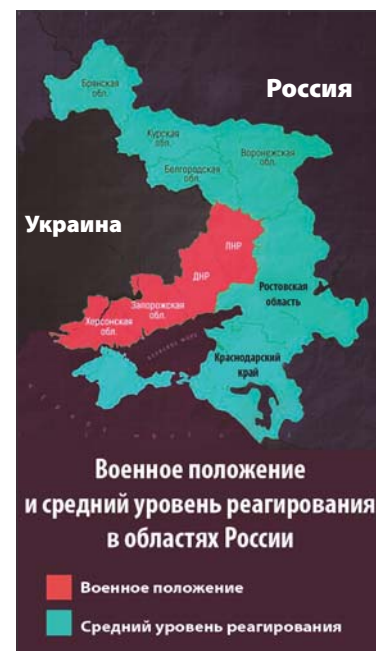 Россия
Брянская
обл.
Курская
обл.
Белгородская
обл.
Воронежская
обл.
Украина
ЛНР
ДНР
Ростовская
область
Запорожская
обл.
Херсонская
обл.
Краснодарский
край
Военное положение
и средний уровень реагирования
в областях России
Военное положение
Средний уровень реагирования